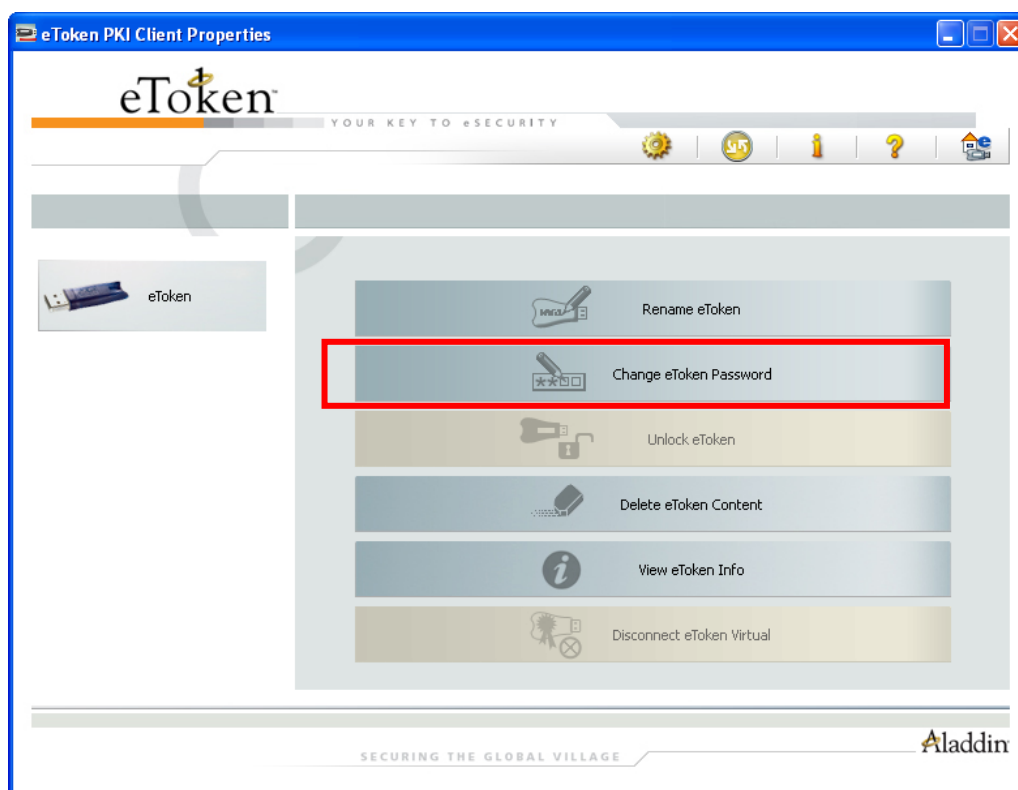 eToken PKI Client Properties
eToken
YOUR KEY TO eSECURITY
eToken
Rename eToken
Change eToken Password
Unlock eToken
Delete eToken Content
View eToken Info
Disconnect eToken Virtual
SECURING THE GLOBAL VILLAGE
Aladdin